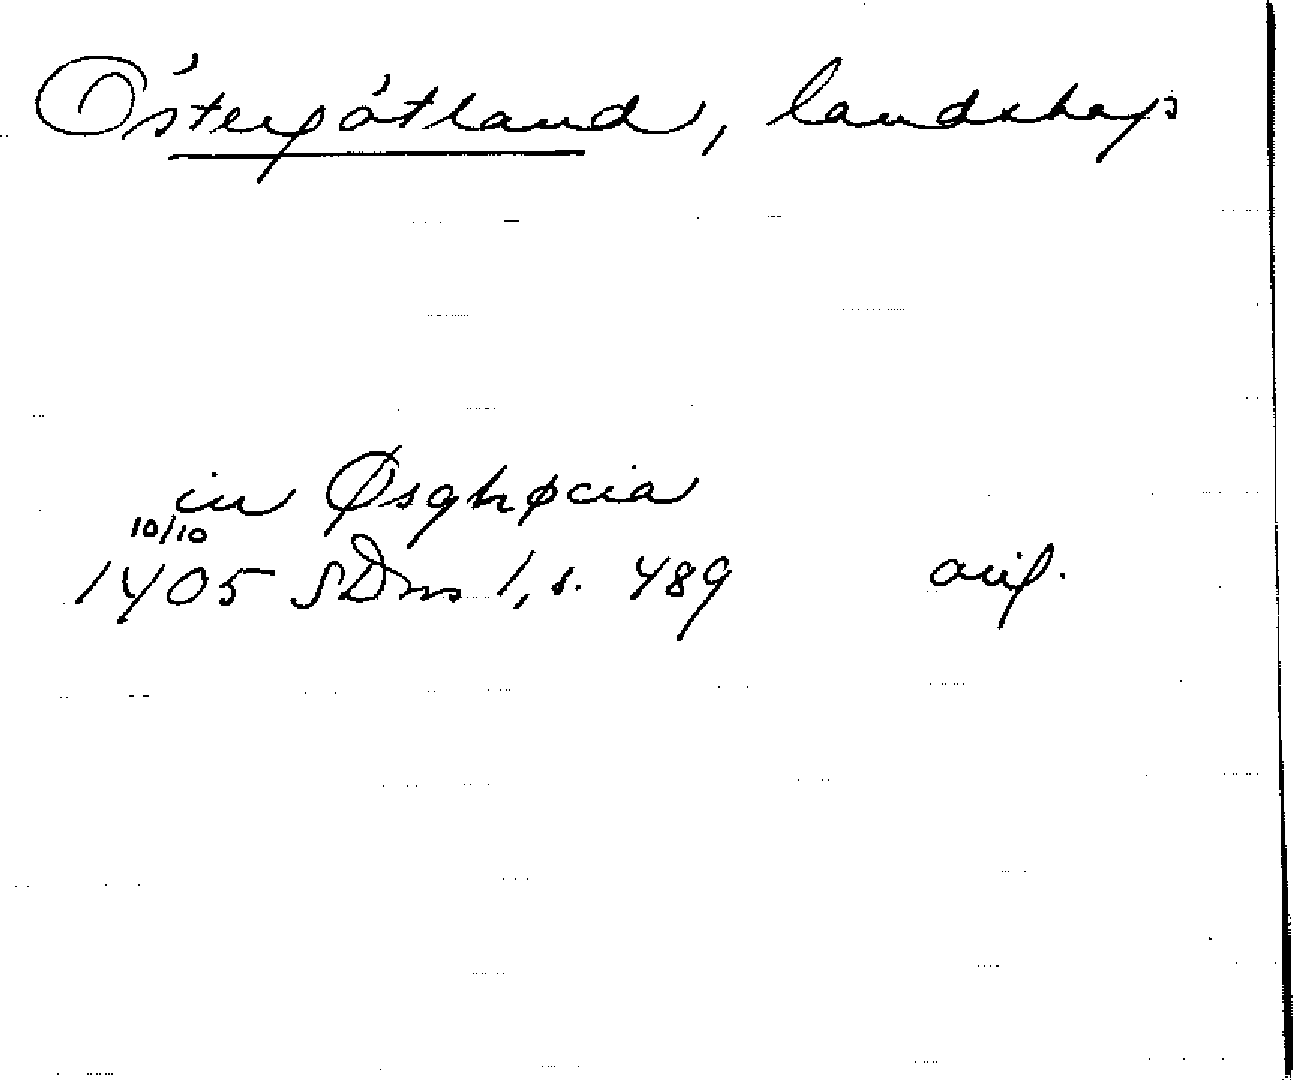 Östergötland, landskap
in Øsghøcia
10/10
1405 SDns 1, s. 489 orig.